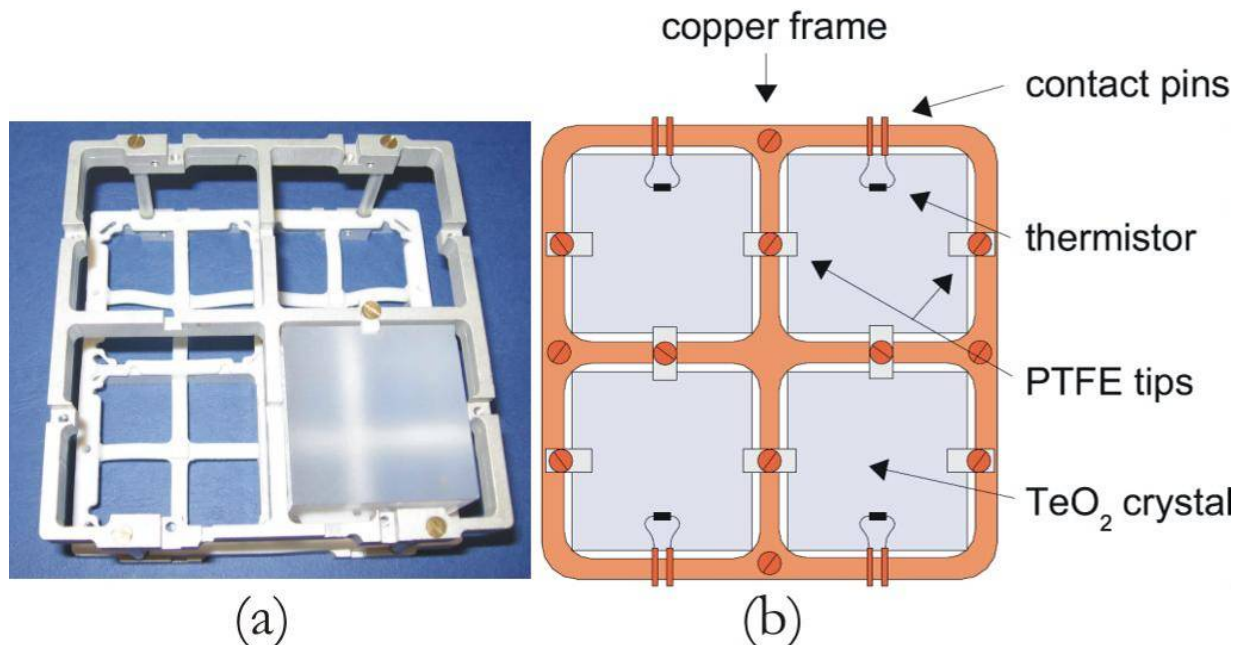 copper frame
contact pins
thermistor
PTFE tips
TeO₂ crystal
(a)
(b)